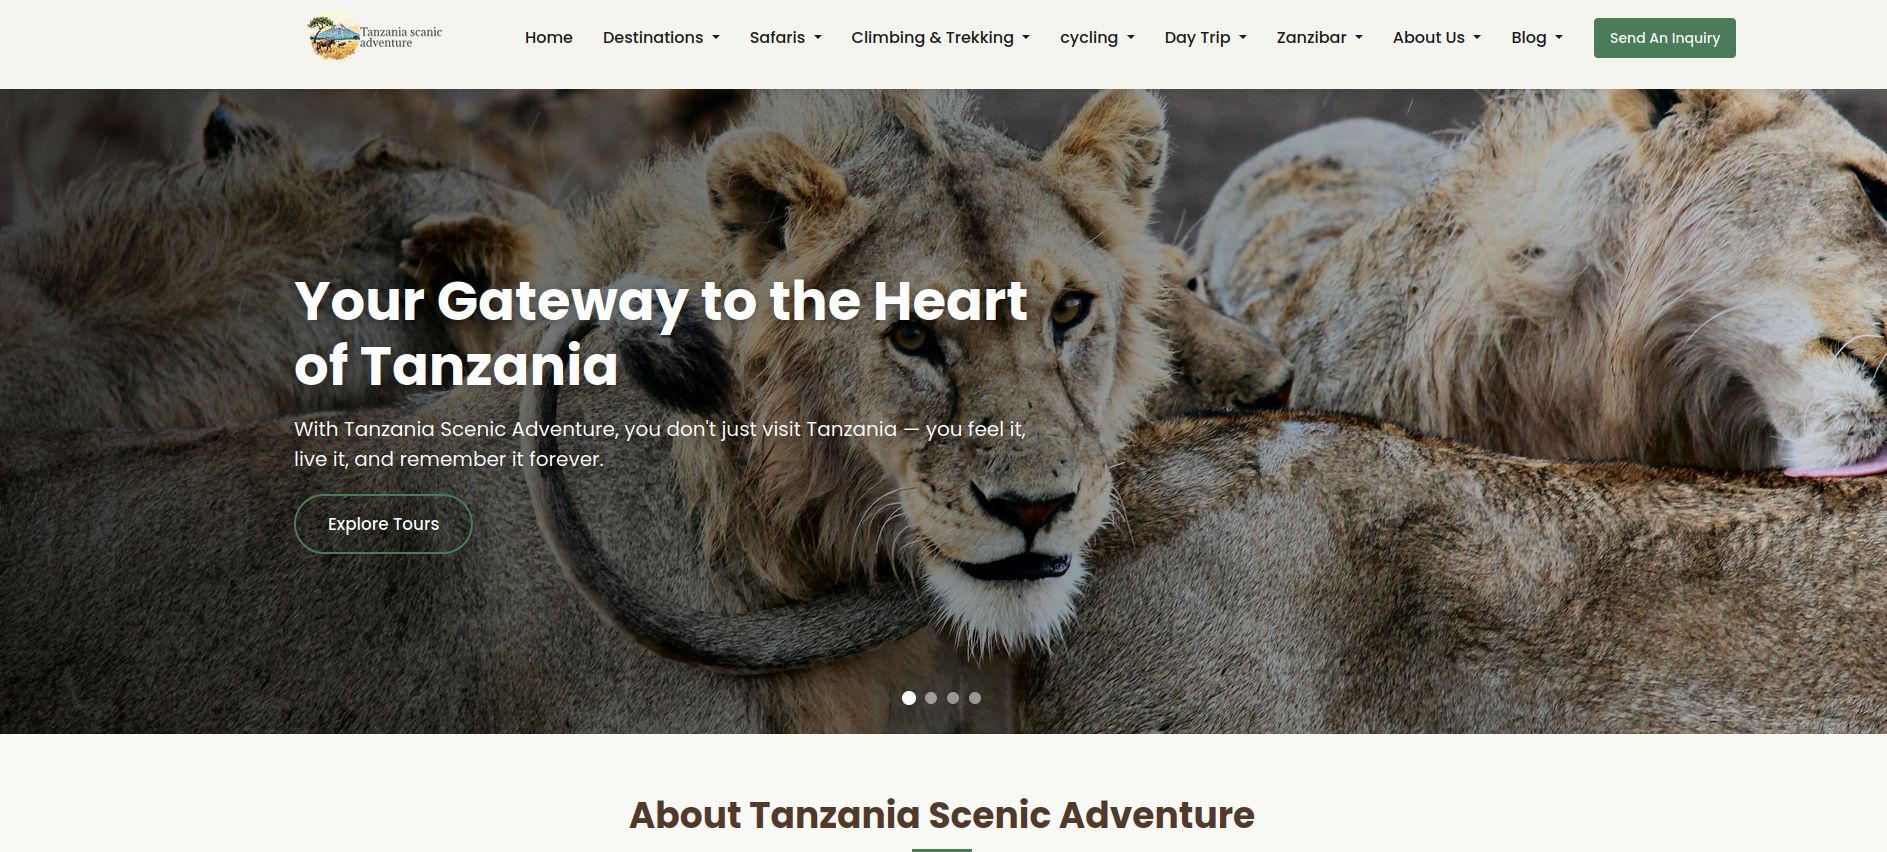 Tanzania scanic
adventure
Home Destinations Safaris Climbing & Trekking cycling Day Trip Zanzibar About Us Blog Send An Inquiry
Your Gateway to the Heart
of Tanzania
With Tanzania Scenic Adventure, you don't just visit Tanzania — you feel it,
live it, and remember it forever.
Explore Tours
About Tanzania Scenic Adventure